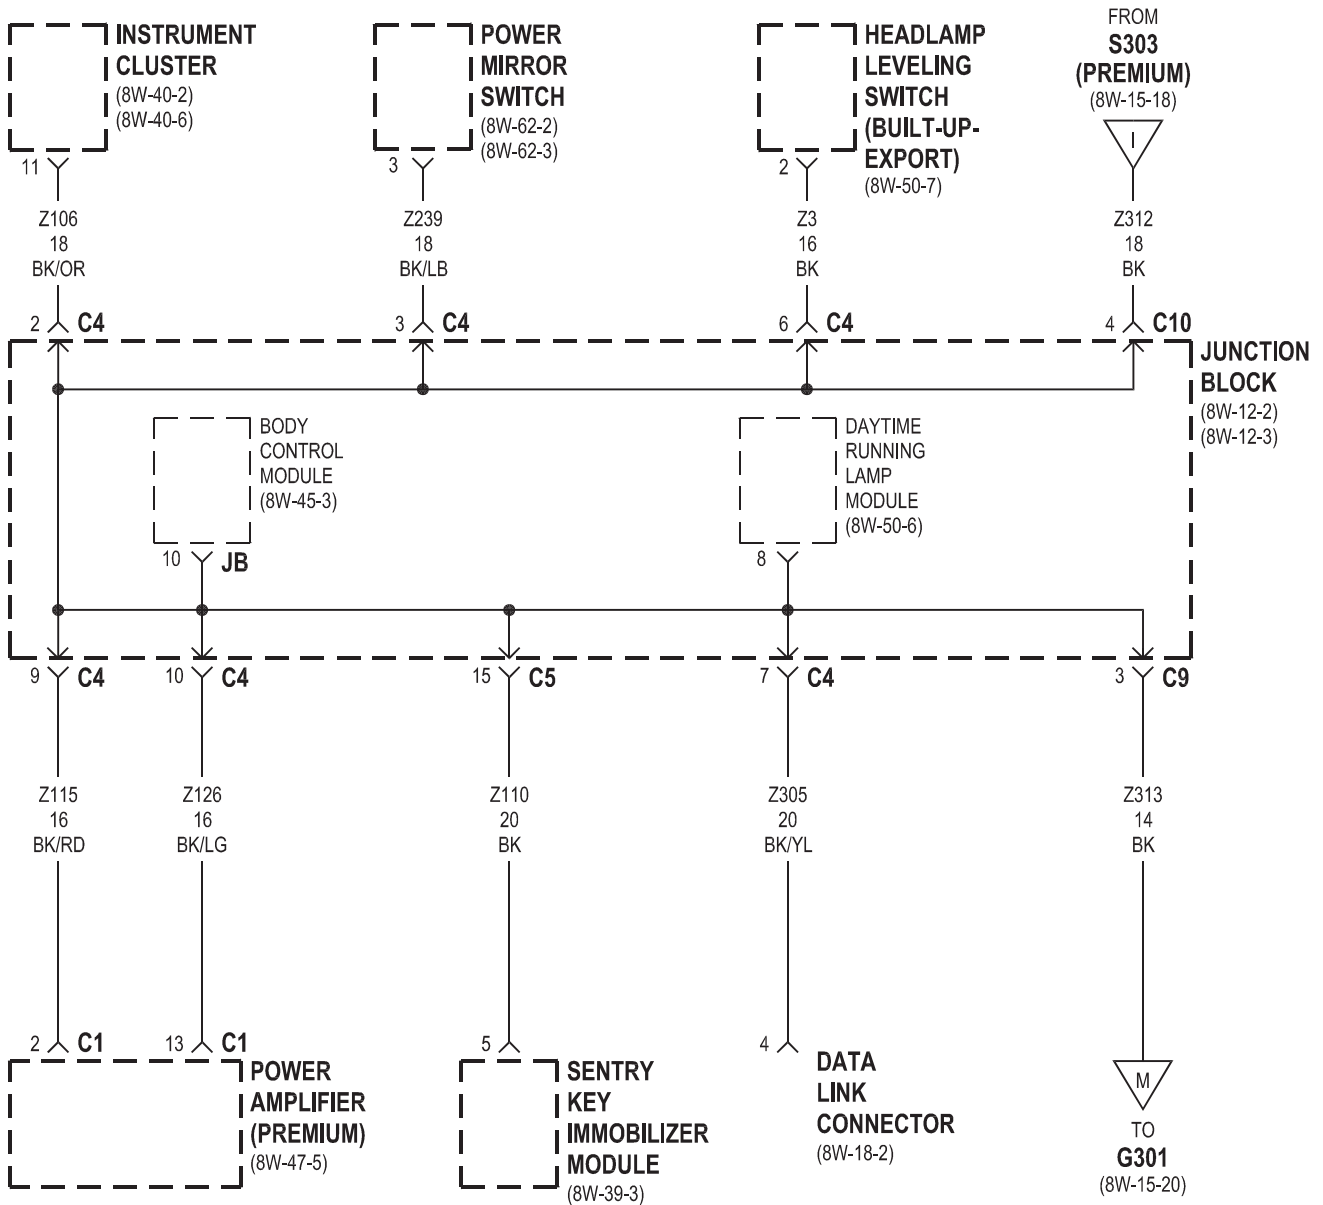 INSTRUMENT
CLUSTER
(8W-40-2)
(8W-40-6)
11
Z106
18
BK/OR
2 C4
POWER
MIRROR
SWITCH
(8W-62-2)
(8W-62-3)
3
Z239
18
BK/LB
3 C4
HEADLAMP
LEVELING
SWITCH
(BUILT-UP-
EXPORT)
(8W-50-7)
2
Z3
16
BK
6 C4
FROM
S303
(PREMIUM)
(8W-15-18)
I
Z312
18
BK
4 C10
JUNCTION
BLOCK
(8W-12-2)
(8W-12-3)
BODY
CONTROL
MODULE
(8W-45-3)
10 JB
DAYTIME
RUNNING
LAMP
MODULE
(8W-50-6)
8
9 C4
Z115
16
BK/RD
2 C1
10 C4
Z126
16
BK/LG
13 C1
POWER
AMPLIFIER
(PREMIUM)
(8W-47-5)
15 C5
Z110
20
BK
5
SENTRY
KEY
IMMOBILIZER
MODULE
(8W-39-3)
7 C4
Z305
20
BK/YL
4
DATA
LINK
CONNECTOR
(8W-18-2)
3 C9
Z313
14
BK
M
TO
G301
(8W-15-20)